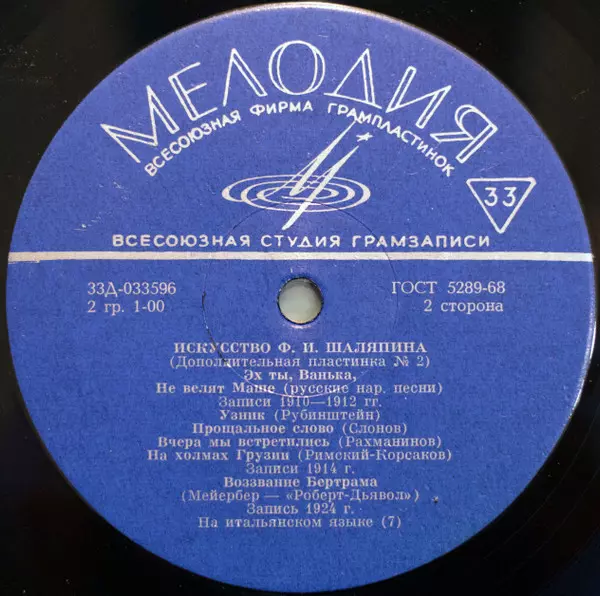 МЕЛОДИЯ
ВСЕСОЮЗНАЯ ФИРМА ГРАМПЛАСТИНОК
33
ВСЕСОЮЗНАЯ СТУДИЯ ГРАМЗАПИСИ
33Д-033596
ГОСТ 5289-68
2 гр. 1-00
2 сторона
ИСКУССТВО Ф. И. ШАЛЯПИНА
(Дополнительная пластинка № 2)
Эх ты, Ванька,
Не велят Маше (русские нар. песни)
Записи 1910—1912 гг.
Узник (Рубинштейн)
Прощальное слово (Слонов)
Вчера мы встретились (Рахманинов)
На холмах Грузии (Римский-Корсаков)
Записи 1914 г.
Воззвание Бертрама
(Мейербер — «Роберт-Дьявол»)
Запись 1924 г.
На итальянском языке (7)